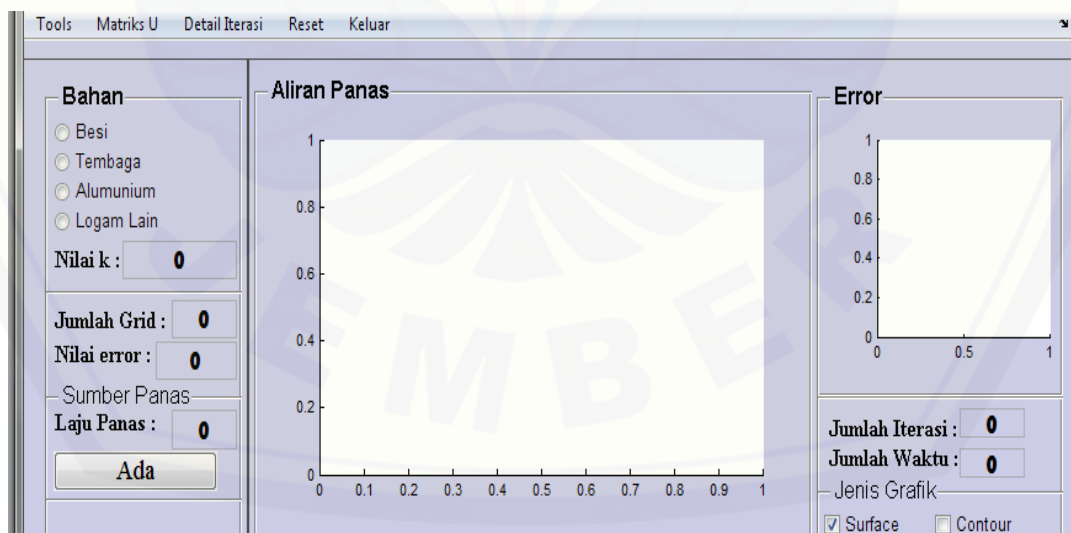 Tools Matriks U Detail Iterasi Reset Keluar
Bahan
Besi
Tembaga
Alumunium
Logam Lain
Nilai k : 0
Jumlah Grid : 0
Nilai error : 0
Sumber Panas
Laju Panas : 0
Ada
Aliran Panas
1
0.8
0.6
0.4
0.2
0
0 0.1 0.2 0.3 0.4 0.5 0.6 0.7 0.8 0.9 1
Error
1
0.8
0.6
0.4
0.2
0
0 0.5 1
Jumlah Iterasi : 0
Jumlah Waktu : 0
Jenis Grafik
Surface Contour
JEMBER